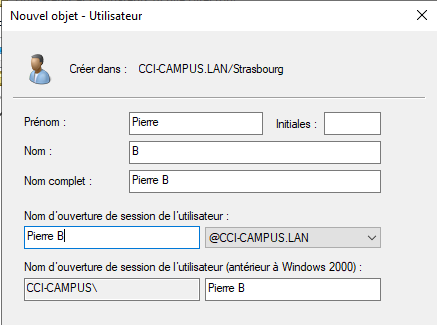 Nouvel objet - Utilisateur
Créer dans : CCI-CAMPUS.LAN/Strasbourg
Prénom : Pierre Initiales :
Nom : B
Nom complet : Pierre B
Nom d'ouverture de session de l'utilisateur :
Pierre B @CCI-CAMPUS.LAN
Nom d'ouverture de session de l'utilisateur (antérieur à Windows 2000) :
CCI-CAMPUS\ Pierre B